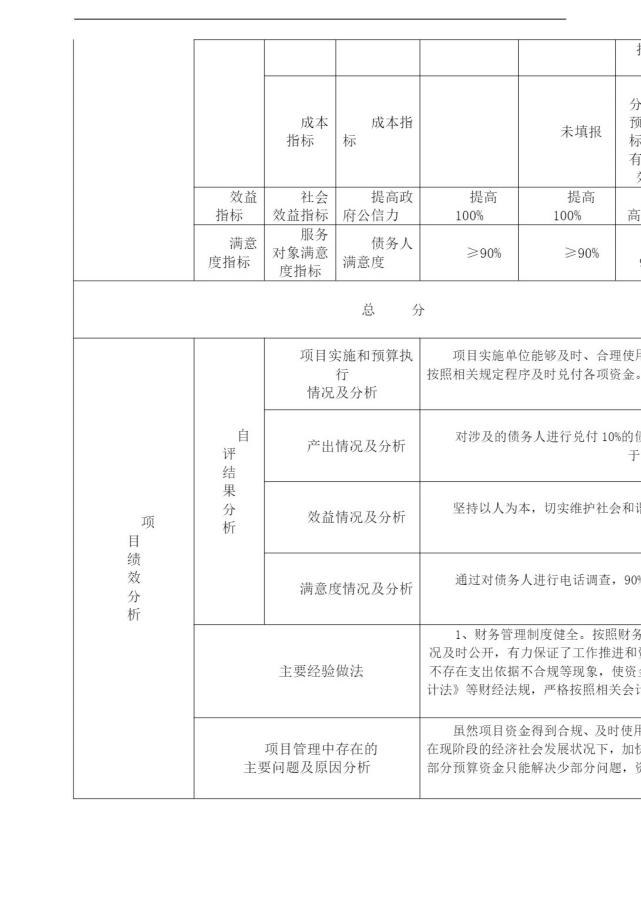 成本
指标
成本指
标
未填报
分
预
标
有
效益
指标
社会
效益指标
提高政
府公信力
提高
100%
提高
100%
高
满意
度指标
服务
对象满意
度指标
债务人
满意度
≥90%
≥90%
总 分
项
目
绩
效
分
析
自
评
结
果
分
析
项目实施和预算执
行
情况及分析
项目实施单位能够及时、合理使用
按照相关规定程序及时兑付各项资金。
产出情况及分析
对涉及的债务人进行兑付10%的债
于
效益情况及分析
坚持以人为本，切实维护社会和谐
满意度情况及分析
通过对债务人进行电话调查，90%
主要经验做法
1、财务管理制度健全。按照财务
况及时公开，有力保证了工作推进和资
不存在支出依据不合规等现象，使资金
计法》等财经法规，严格按照相关会计
项目管理中存在的
主要问题及原因分析
虽然项目资金得到合规、及时使用
在现阶段的经济社会发展状况下，加快
部分预算资金只能解决少部分问题，资